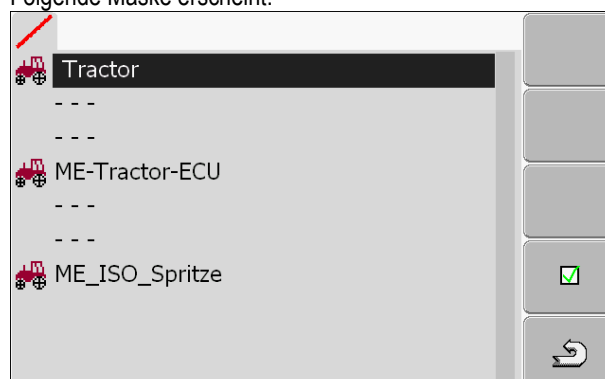 Folgende Maske erscheint:
Tractor
- - -
- - -
ME-Tractor-ECU
- - -
- - -
ME_ISO_Spritze